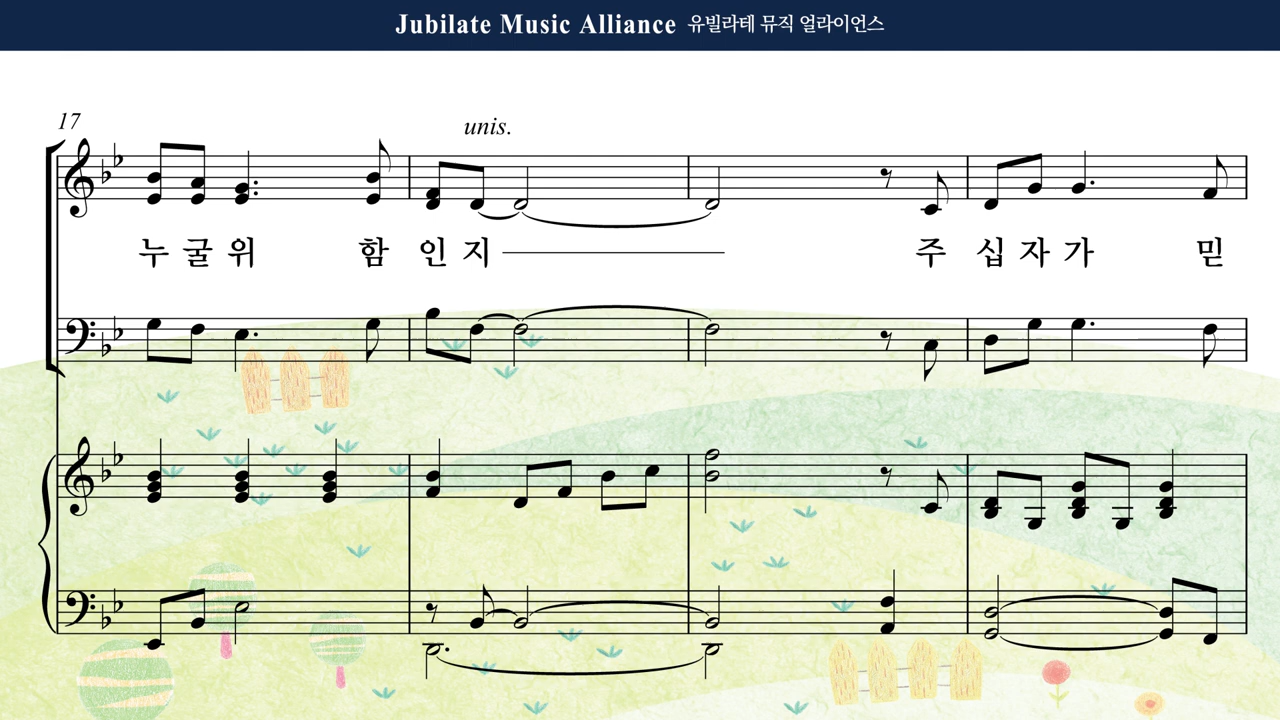 Jubilate Music Alliance 유빌라테 뮤직 얼라이언스
17
unis.
누 굴 위 함 인 지 주 십 자 가 믿